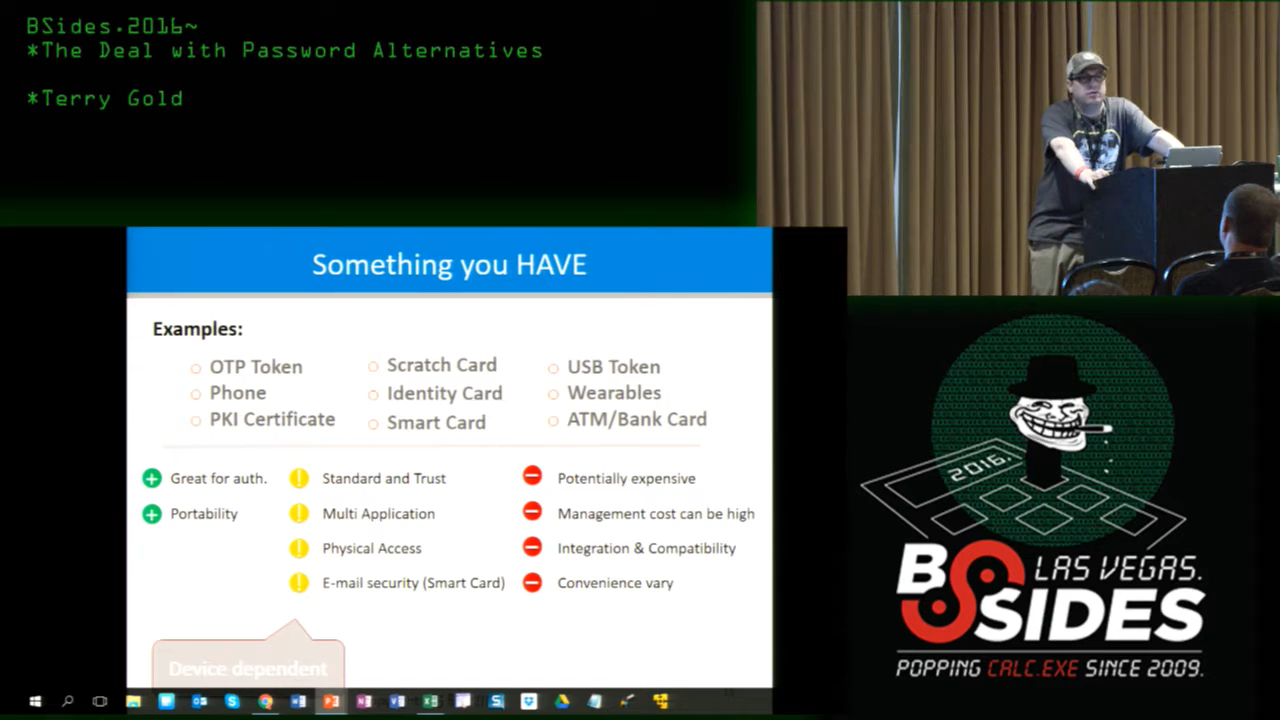 BSides.2016~
*The Deal with Password Alternatives
*Terry Gold
Something you HAVE
Examples:
OTP Token
Phone
PKI Certificate
Scratch Card
Identity Card
Smart Card
USB Token
Wearables
ATM/Bank Card
Great for auth.
Portability
Standard and Trust
Multi Application
Physical Access
E-mail security (Smart Card)
Potentially expensive
Management cost can be high
Integration & Compatibility
Convenience vary
Device dependent
2016.
BSIDES
LAS VEGAS.
POPPING CALC.EXE SINCE 2009.